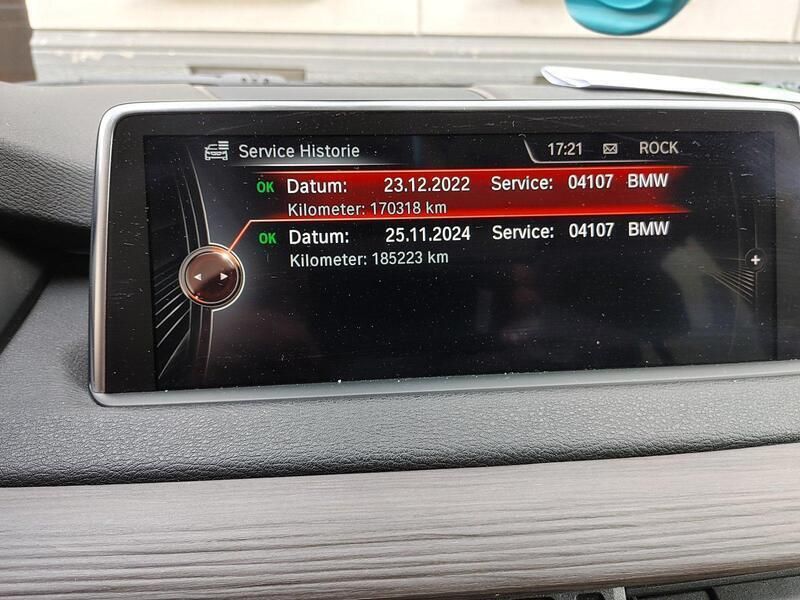 Service Historie 17:21 ROCK
OK Datum: 23.12.2022 Service: 04107 BMW
Kilometer: 170318 km
OK Datum: 25.11.2024 Service: 04107 BMW
Kilometer: 185223 km